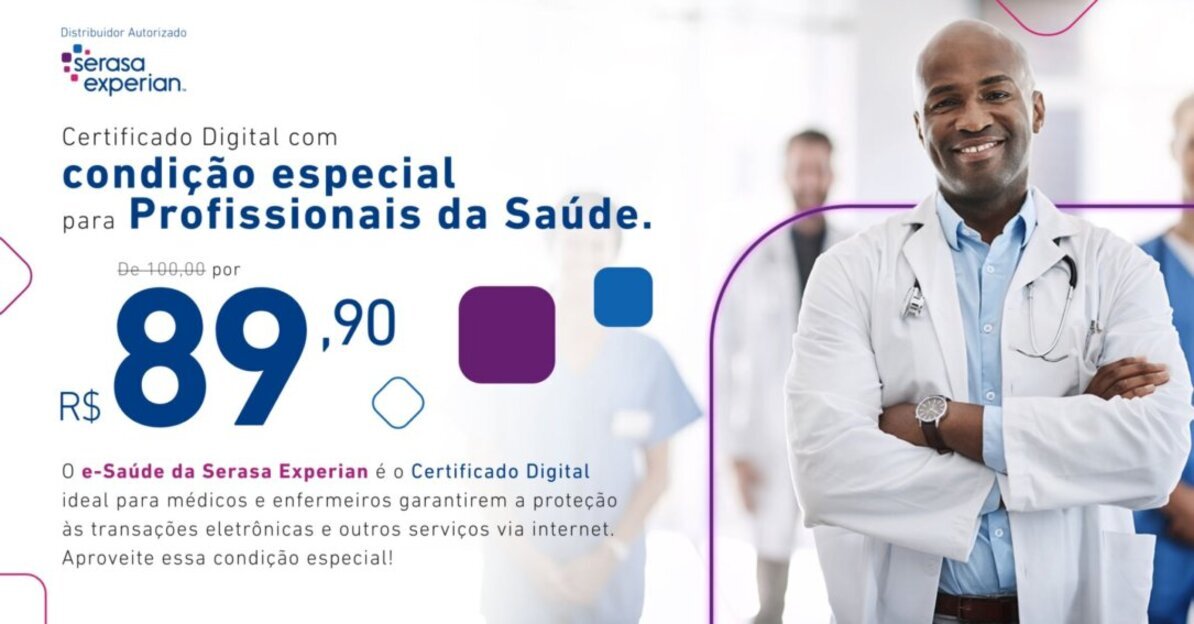 Distribuidor Autorizado
serasa
experian™
Certificado Digital com
condição especial
para Profissionais da Saúde.
De 100,00 por
R$ 89,90
O e-Saúde da Serasa Experian é o Certificado Digital
ideal para médicos e enfermeiros garantirem a proteção
às transações eletrônicas e outros serviços via internet.
Aproveite essa condição especial!